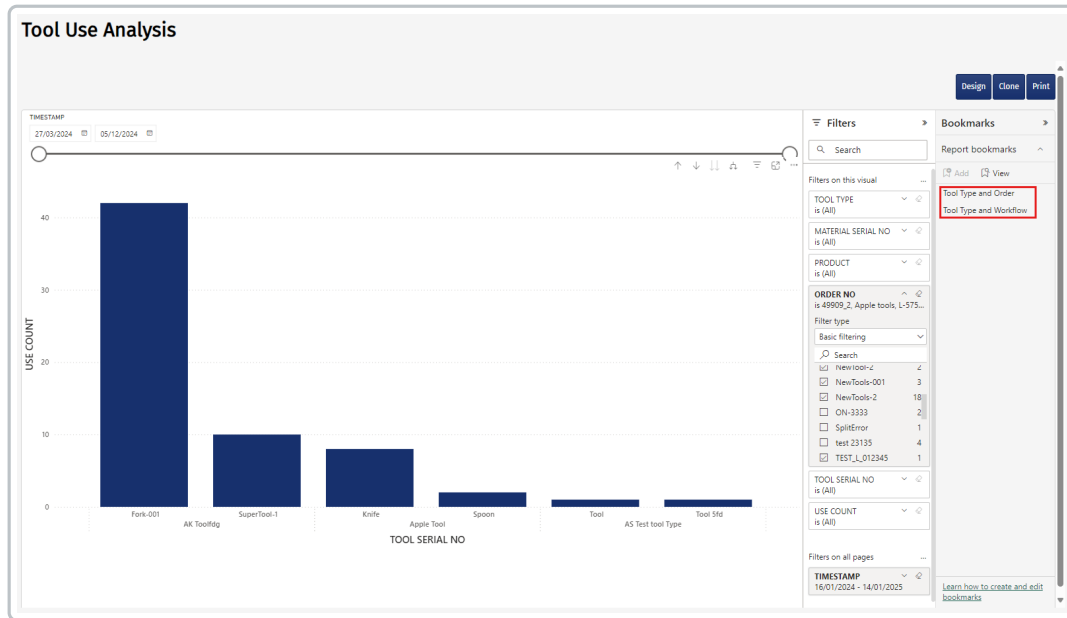 Tool Use Analysis
Design Clone Print
TIMESTAMP
27/03/2024 05/12/2024
USE COUNT
40
30
20
10
0
Fork-001 SuperTool-1 Knife Spoon Tool Tool 5fd
AK Toolfdg Apple Tool AS Test tool Type
TOOL SERIAL NO
Filters
Search
Filters on this visual ...
TOOL TYPE
is (All)
MATERIAL SERIAL NO
is (All)
PRODUCT
is (All)
ORDER NO
is 49909_2, Apple tools, L-575...
Filter type
Basic filtering
Search
NewTool-2 2
NewTools-001 3
NewTools-2 18
ON-3333 2
SplitError 1
test 23135 4
TEST_L_012345 1
TOOL SERIAL NO
is (All)
USE COUNT
is (All)
Filters on all pages ...
TIMESTAMP
16/01/2024 - 14/01/2025
Bookmarks
Report bookmarks
Add View
Tool Type and Order
Tool Type and Workflow
Learn how to create and edit
bookmarks